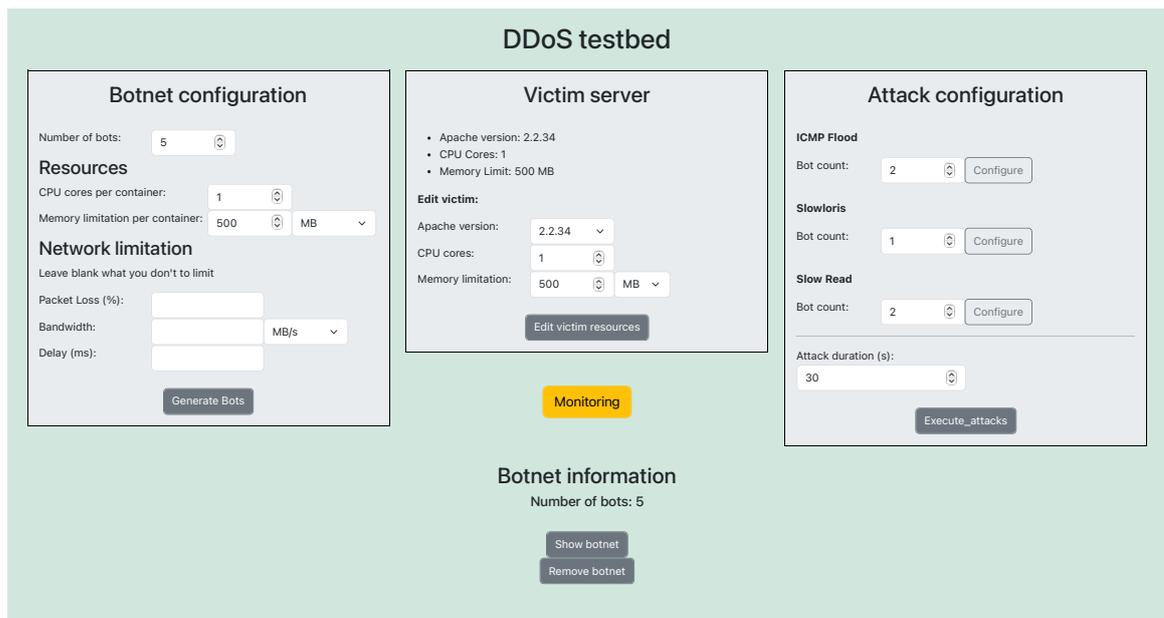 DDoS testbed
Botnet configuration
Number of bots: 5
Resources
CPU cores per container: 1
Memory limitation per container: 500 MB
Network limitation
Leave blank what you don't to limit
Packet Loss (%):
Bandwidth: MB/s
Delay (ms):
Generate Bots
Victim server
• Apache version: 2.2.34
• CPU Cores: 1
• Memory Limit: 500 MB
Edit victim:
Apache version: 2.2.34
CPU cores: 1
Memory limitation: 500 MB
Edit victim resources
Monitoring
Attack configuration
ICMP Flood
Bot count: 2 Configure
Slowloris
Bot count: 1 Configure
Slow Read
Bot count: 2 Configure
Attack duration (s):
30
Execute_attacks
Botnet information
Number of bots: 5
Show botnet
Remove botnet